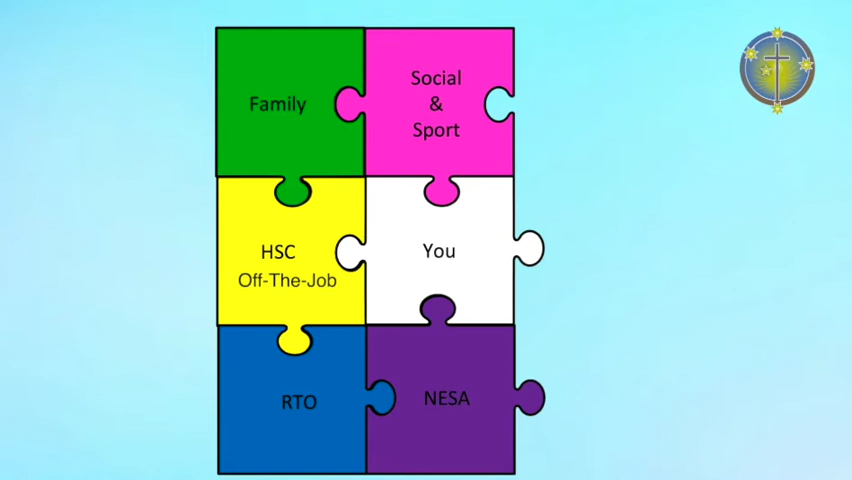 Family
Social
&
Sport
HSC
Off-The-Job
You
RTO
NESA